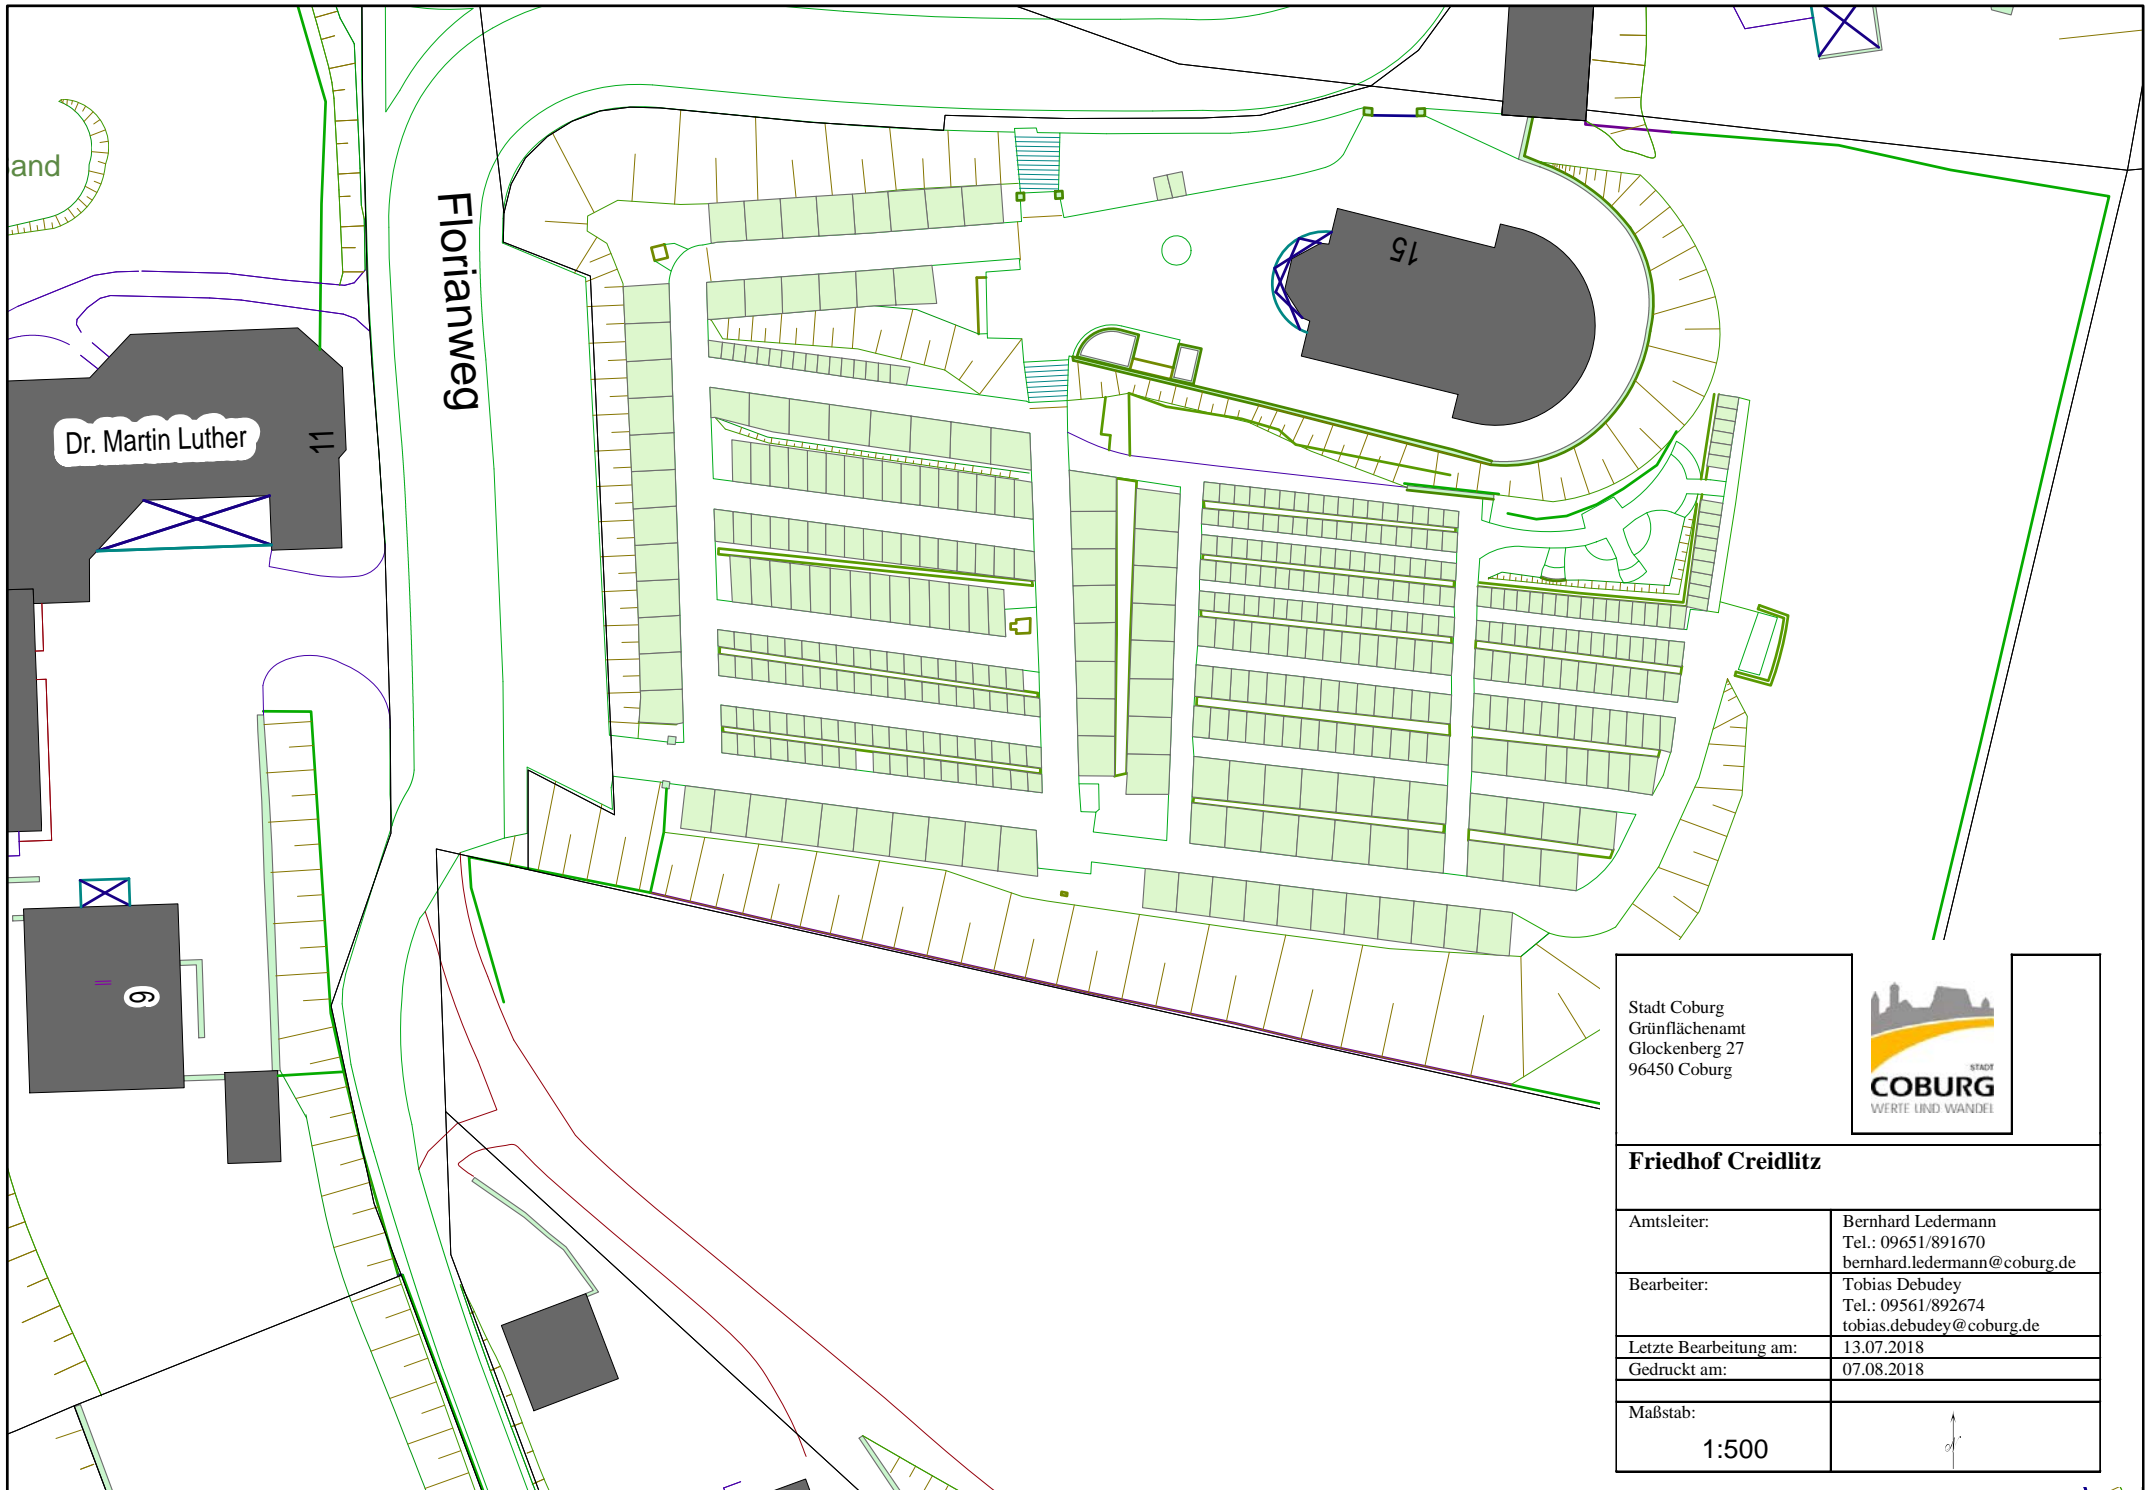 and
Florianweg
15
Dr. Martin Luther
11
9
Stadt Coburg
Grünflächenamt
Glockenberg 27
96450 Coburg
STADT
COBURG
WERTE UND WANDEL
Friedhof Creidlitz
Amtsleiter:
Bernhard Ledermann
Tel.: 09651/891670
bernhard.ledermann@coburg.de
Bearbeiter:
Tobias Debudey
Tel.: 09561/892674
tobias.debudey@coburg.de
Letzte Bearbeitung am:
13.07.2018
Gedruckt am:
07.08.2018
Maßstab:
1:500